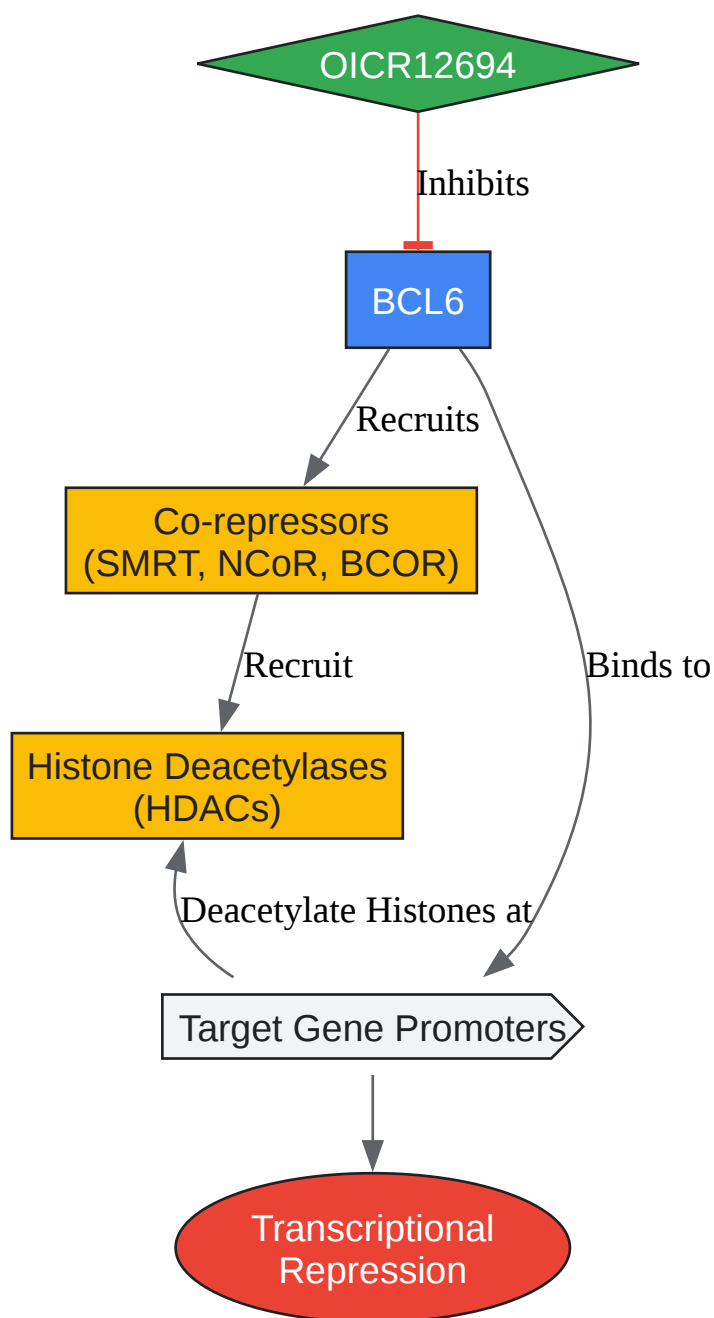 OICR12694
Inhibits
BCL6
Recruits
Co-repressors
(SMRT, NCoR, BCOR)
Recruit
Binds to
Histone Deacetylases
(HDACs)
Deacetylate Histones at
Target Gene Promoters
Transcriptional
Repression